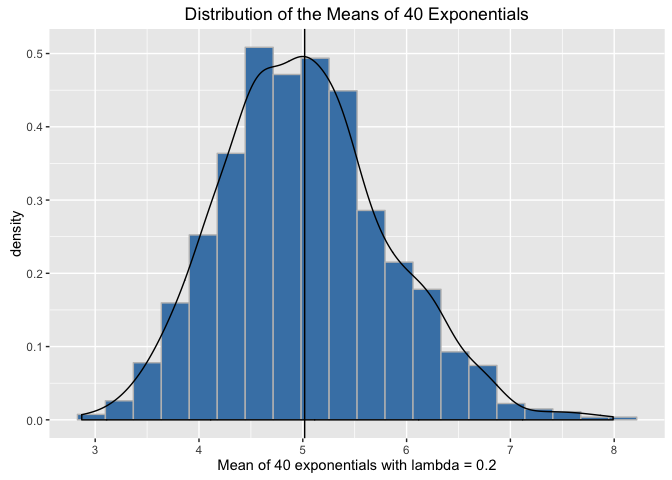 Distribution of the Means of 40 Exponentials
density
0.5
0.4
0.3
0.2
0.1
0.0
3 4 5 6 7 8
Mean of 40 exponentials with lambda = 0.2